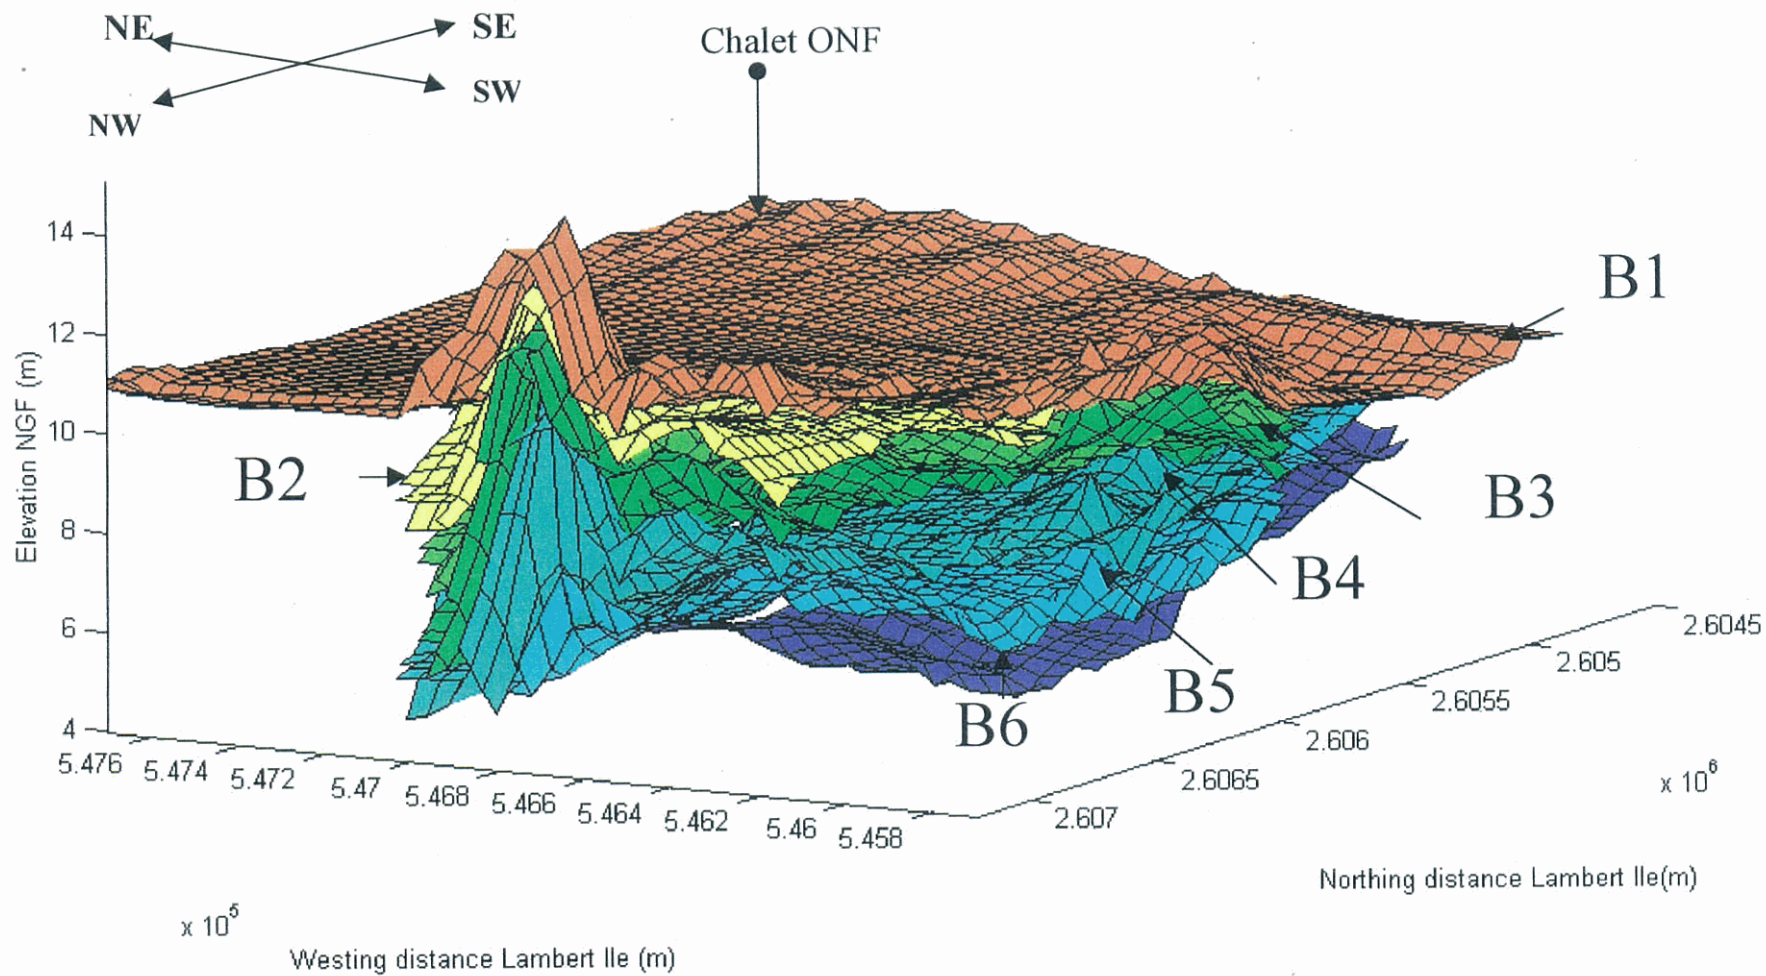 NE
SE
SW
NW
Chalet ONF
B1
B2
B3
B4
B5
B6
Elevation NGF (m)
14
12
10
8
6
4
5.476
5.474
5.472
5.47
5.468
5.466
5.464
5.462
5.46
5.458
x 10⁵
Westing distance Lambert IIe (m)
2.6045
2.605
2.6055
2.606
2.6065
2.607
x 10⁶
Northing distance Lambert IIe(m)